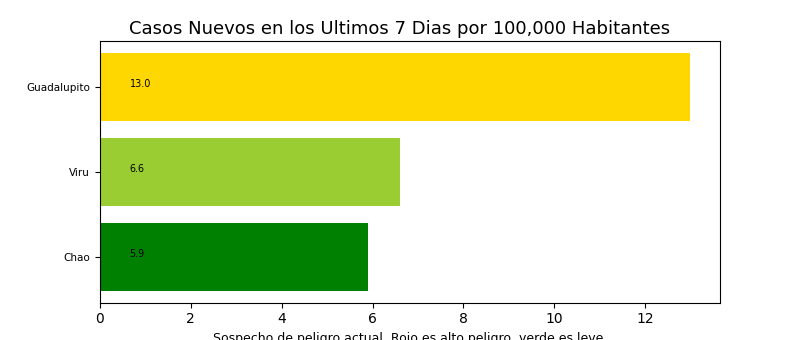 Casos Nuevos en los Ultimos 7 Dias por 100,000 Habitantes
Guadalupito
13.0
Viru
6.6
Chao
5.9
0 2 4 6 8 10 12
Sospecho de peligro actual. Rojo es alto peligro, verde es leve